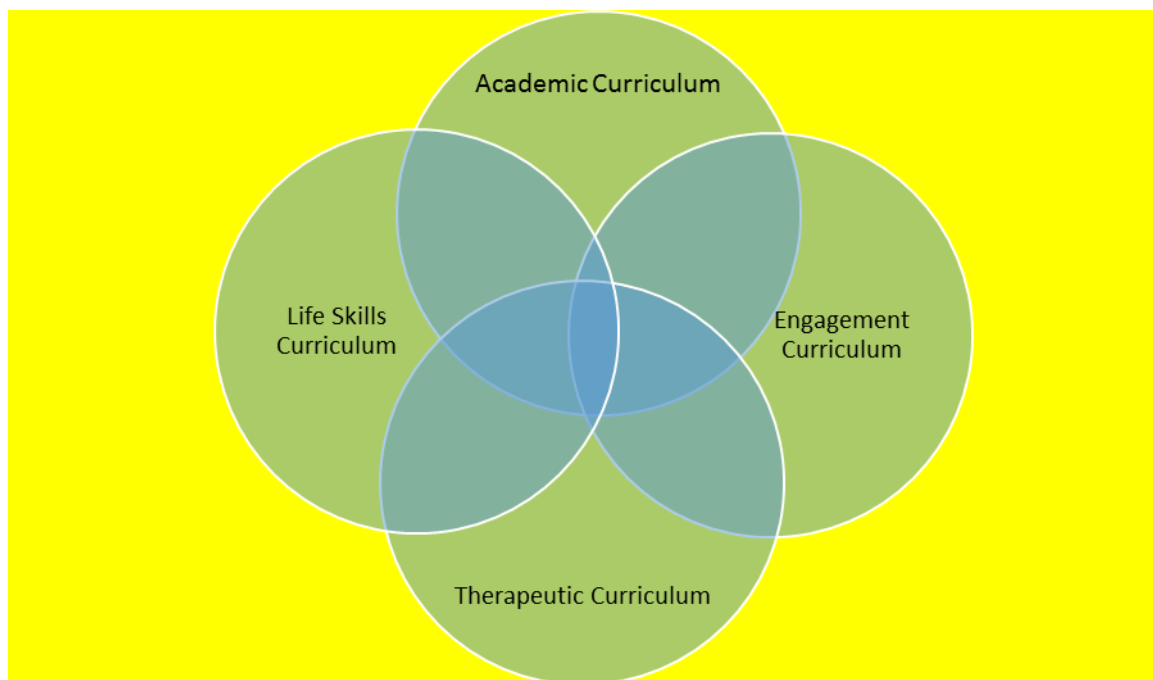 Academic Curriculum
Life Skills
Curriculum
Engagement
Curriculum
Therapeutic Curriculum